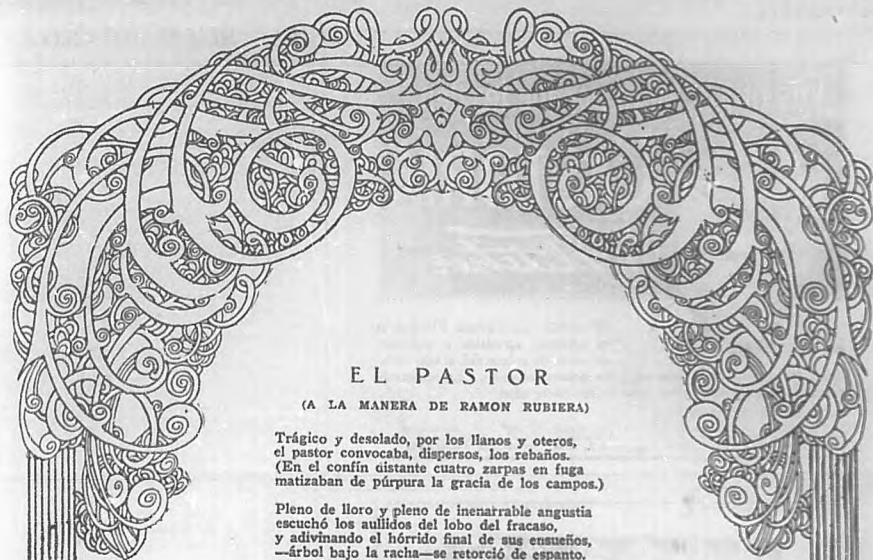 EL PASTOR
(A LA MANERA DE RAMON RUBIERA)
Trágico y desolado, por los llanos y oteros,
el pastor convocaba, dispersos, los rebaños.
(En el confín distante cuatro zarpas en fuga
matizaban de púrpura la gracia de los campos.)
Pleno de lloro y pleno de inenarrable angustia
escuchó los aullidos del lobo del fracaso,
y adivinando el hórrido final de sus ensueños,
—árbol bajo la racha—se retorció de espanto.